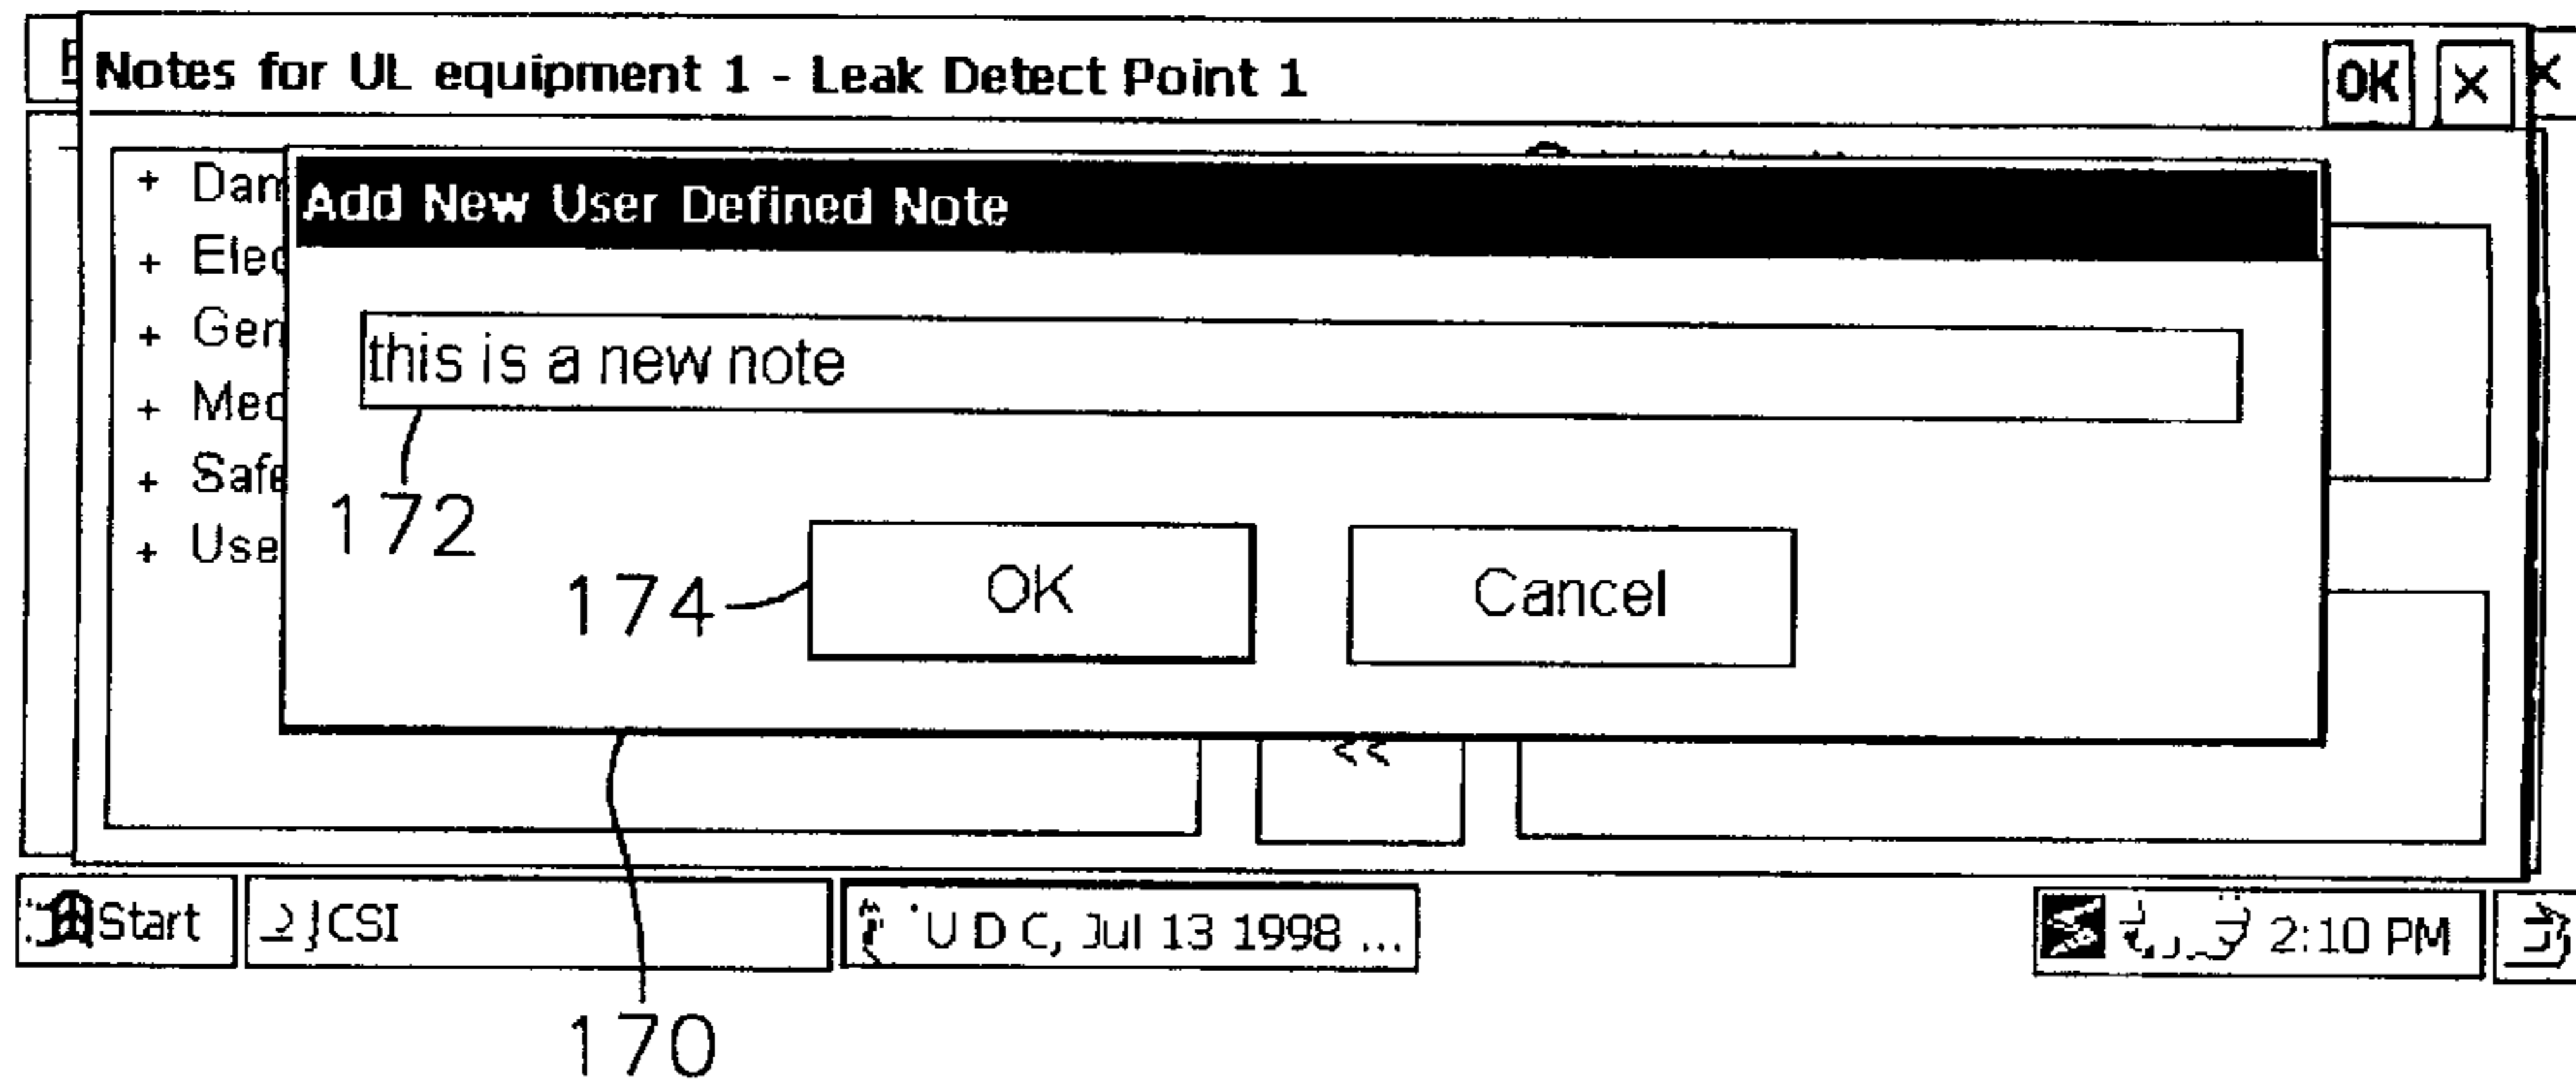 Notes for UL equipment 1 - Leak Detect Point 1 OK X
+ Dam
+ Elec
+ Gen
+ Mec
+ Safe
+ Use
Add New User Defined Note
this is a new note
172
174
OK Cancel
<<
Start CSI U D C, Jul 13 1998 ... 2:10 PM
170